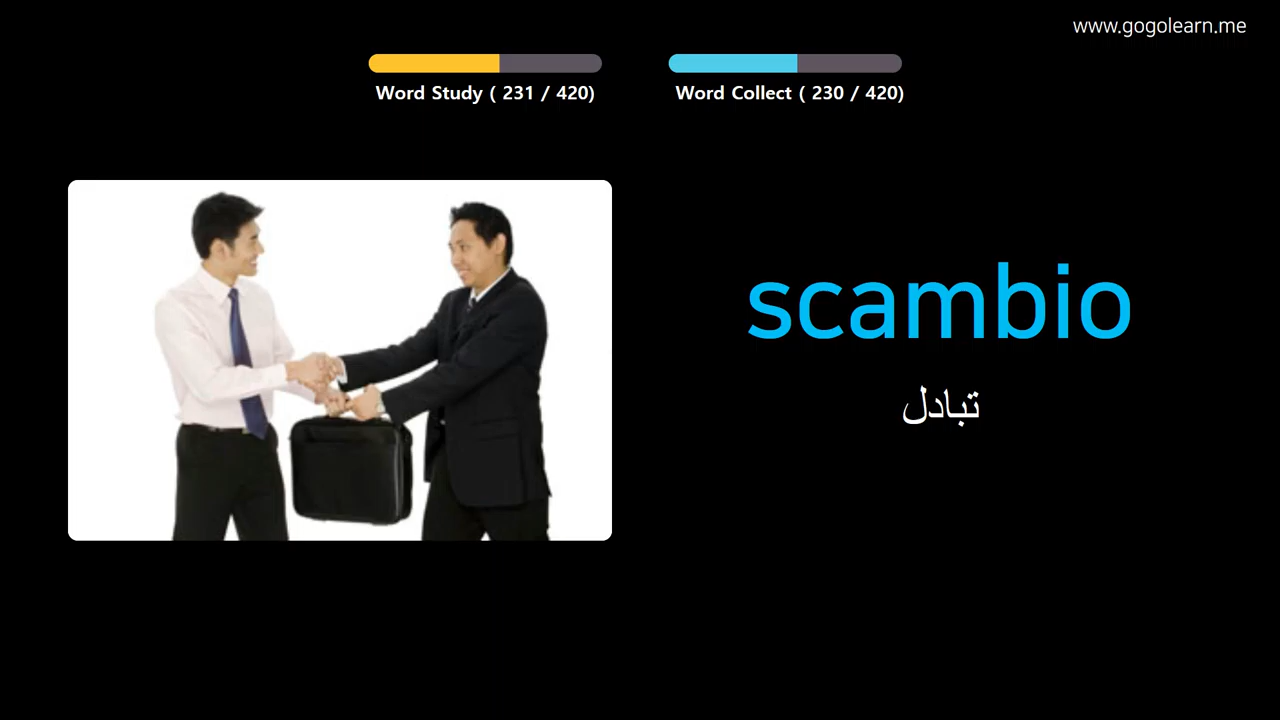 www.gogolearn.me
Word Study ( 231 / 420)
Word Collect ( 230 / 420)
scambio
تبادل